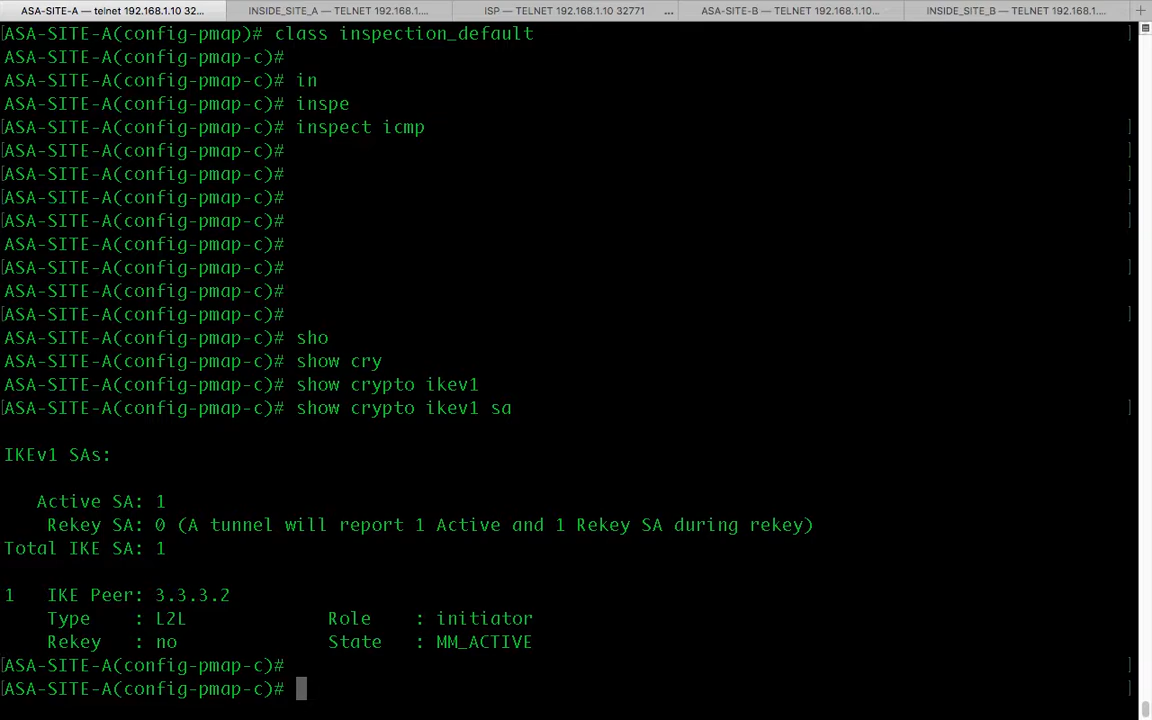 ASA-SITE-A — telnet 192.168.1.10 32... INSIDE_SITE_A — TELNET 192.168.1.... ISP — TELNET 192.168.1.10 32771 ... ASA-SITE-B — TELNET 192.168.1.10... INSIDE_SITE_B — TELNET 192.168.1....
ASA-SITE-A(config-pmap)# class inspection_default
ASA-SITE-A(config-pmap-c)#
ASA-SITE-A(config-pmap-c)# in
ASA-SITE-A(config-pmap-c)# inspe
ASA-SITE-A(config-pmap-c)# inspect icmp
ASA-SITE-A(config-pmap-c)#
ASA-SITE-A(config-pmap-c)#
ASA-SITE-A(config-pmap-c)#
ASA-SITE-A(config-pmap-c)#
ASA-SITE-A(config-pmap-c)#
ASA-SITE-A(config-pmap-c)#
ASA-SITE-A(config-pmap-c)#
ASA-SITE-A(config-pmap-c)#
ASA-SITE-A(config-pmap-c)# sho
ASA-SITE-A(config-pmap-c)# show cry
ASA-SITE-A(config-pmap-c)# show crypto ikev1
ASA-SITE-A(config-pmap-c)# show crypto ikev1 sa
IKEv1 SAs:
Active SA: 1
Rekey SA: 0 (A tunnel will report 1 Active and 1 Rekey SA during rekey)
Total IKE SA: 1
1 IKE Peer: 3.3.3.2
Type : L2L Role : initiator
Rekey : no State : MM_ACTIVE
ASA-SITE-A(config-pmap-c)#
ASA-SITE-A(config-pmap-c)#